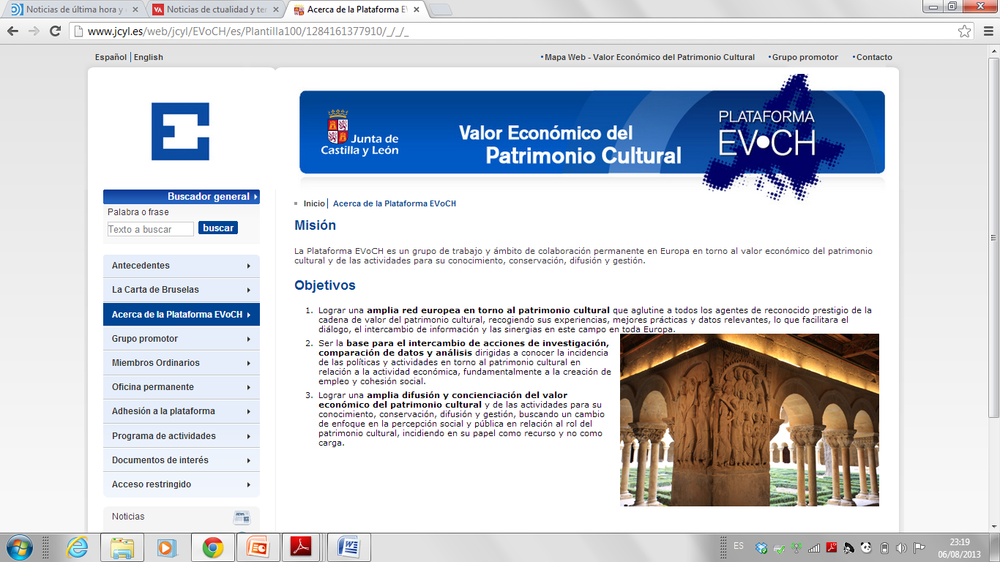 Noticias de última hora y
Noticias de ctualidad y ter
Acerca de la Plataforma E
www.jcyl.es/web/jcyl/EVoCH/es/Plantilla100/1284161377910/_/_/_
Español | English
Mapa Web - Valor Económico del Patrimonio Cultural
Grupo promotor
Contacto
Junta de
Castilla y León
Valor Económico del
Patrimonio Cultural
PLATAFORMA
EV•CH
Buscador general
Palabra o frase
Texto a buscar
buscar
Antecedentes
La Carta de Bruselas
Acerca de la Plataforma EVoCH
Grupo promotor
Miembros Ordinarios
Oficina permanente
Adhesión a la plataforma
Programa de actividades
Documentos de interés
Acceso restringido
Noticias
Inicio | Acerca de la Plataforma EVoCH
Misión
La Plataforma EVoCH es un grupo de trabajo y ámbito de colaboración permanente en Europa en torno al valor económico del patrimonio
cultural y de las actividades para su conocimiento, conservación, difusión y gestión.
Objetivos
1. Lograr una amplia red europea en torno al patrimonio cultural que aglutine a todos los agentes de reconocido prestigio de la
cadena de valor del patrimonio cultural, recogiendo sus experiencias, mejores prácticas y datos relevantes, lo que facilitara el
diálogo, el intercambio de información y las sinergias en este campo en toda Europa.
2. Ser la base para el intercambio de acciones de investigación,
comparación de datos y análisis dirigidas a conocer la incidencia
de las políticas y actividades en torno al patrimonio cultural en
relación a la actividad económica, fundamentalmente a la creación de
empleo y cohesión social.
3. Lograr una amplia difusión y concienciación del valor
económico del patrimonio cultural y de las actividades para su
conocimiento, conservación, difusión y gestión, buscando un cambio
de enfoque en la percepción social y pública en relación al rol del
patrimonio cultural, incidiendo en su papel como recurso y no como
carga.
ES
23:19
06/08/2013